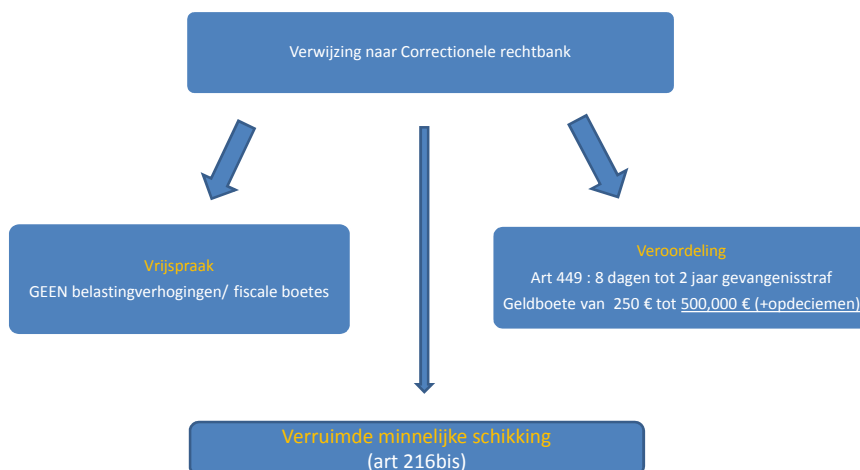 Verwijzing naar Correctionele rechtbank
Vrijspraak
GEEN belastingverhogingen/ fiscale boetes
Veroordeling
Art 449 : 8 dagen tot 2 jaar gevangenisstraf
Geldboete van 250 € tot 500,000 € (+opdeciemen)
Verruimde minnelijke schikking
(art 216bis)